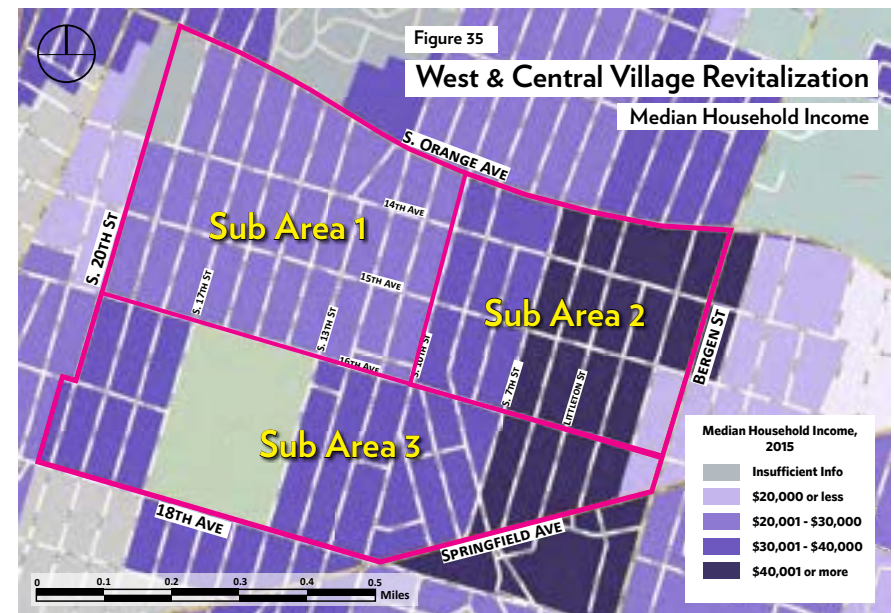 Figure 35
West & Central Village Revitalization
Median Household Income
S. ORANGE AVE
14TH AVE
Sub Area 1
S. 20TH ST
15TH AVE
S. 17TH ST
Sub Area 2
S. 13TH ST
BERGEN ST
S. 10TH ST
16TH AVE
S. 7TH ST
LITTLETON ST
Sub Area 3
18TH AVE
SPRINGFIELD AVE
Median Household Income,
2015
Insufficient Info
$20,000 or less
$20,001 - $30,000
$30,001 - $40,000
$40,001 or more
0 0.1 0.2 0.3 0.4 0.5
Miles